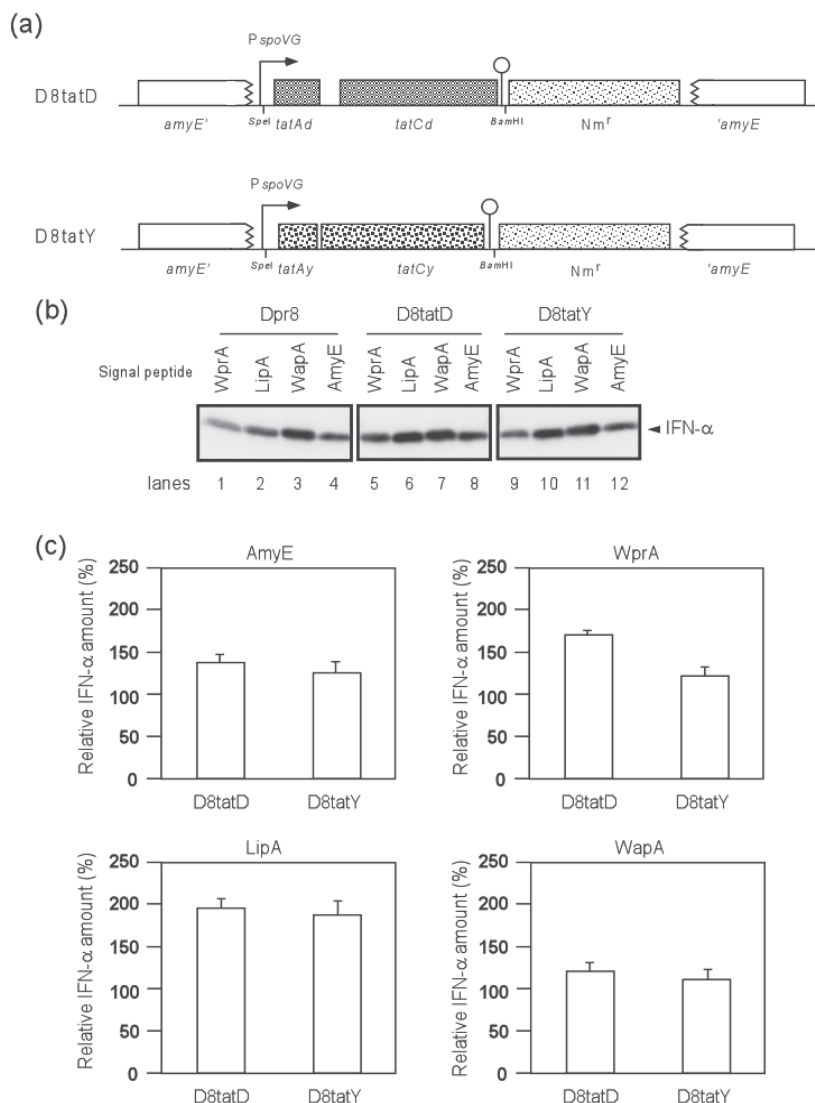 (a)
P spoVG
D8tatD
amyE'
SpeI
tatAd
tatCd
BamHI
Nmʳ
'amyE
P spoVG
D8tatY
amyE'
SpeI
tatAy
tatCy
BamHI
Nmʳ
'amyE
(b)
Dpr8 D8tatD D8tatY
Signal peptide WprA LipA WapA AmyE WprA LipA WapA AmyE WprA LipA WapA AmyE
◄ IFN-α
lanes 1 2 3 4 5 6 7 8 9 10 11 12
(c)
AmyE
Relative IFN-α amount (%)
250
200
150
100
50
0
D8tatD D8tatY
WprA
Relative IFN-α amount (%)
250
200
150
100
50
0
D8tatD D8tatY
LipA
Relative IFN-α amount (%)
250
200
150
100
50
0
D8tatD D8tatY
WapA
Relative IFN-α amount (%)
250
200
150
100
50
0
D8tatD D8tatY